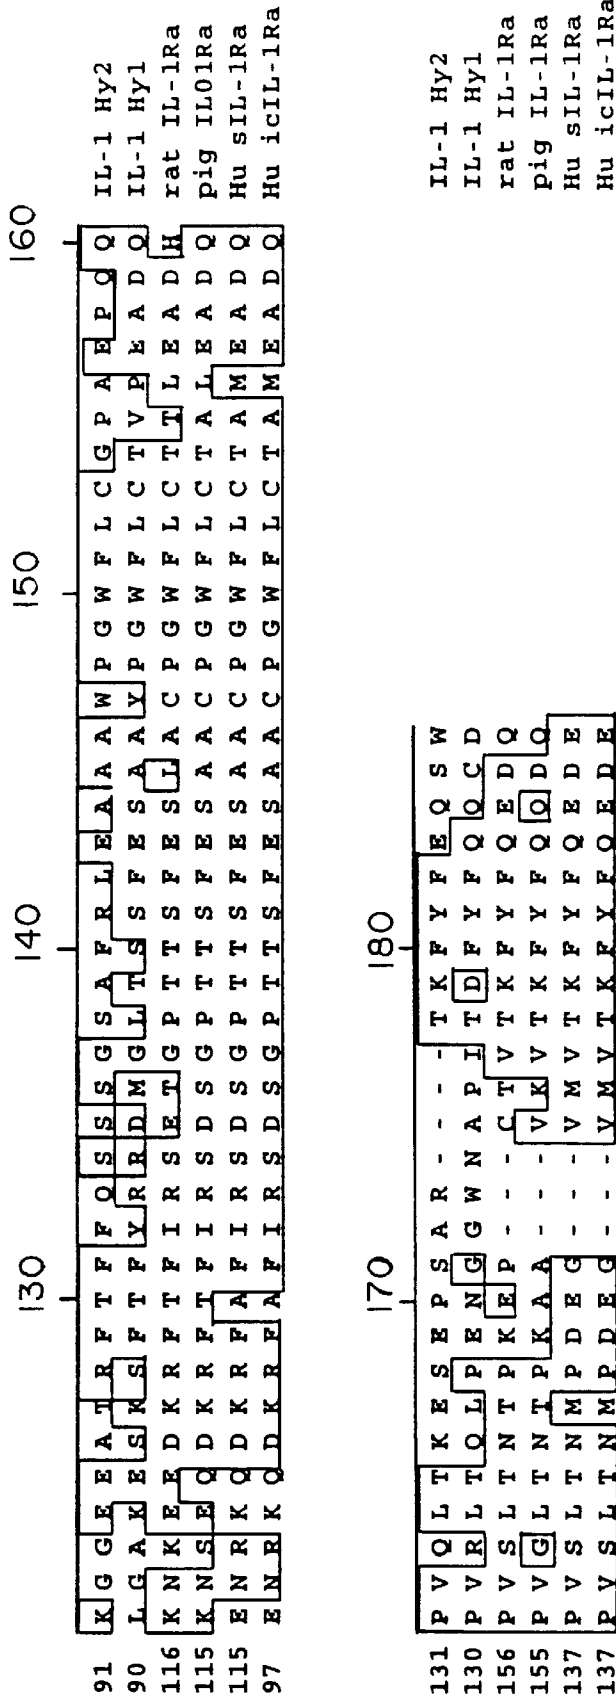 130 140 150 160
91 K G G E E A T R F T F F Q S S S G S A F R L E A A A W P G W F L C G P A E P Q Q IL-1 Hy2
90 L G A K E S K S F T F Y R R D M G L T S S F E S A A Y P G W F L C T V P E A D Q IL-1 Hy1
116 K N K E E D K R F T F I R S E T G P T T S F E S L A C P G W F L C T T L E A D H rat IL-1Ra
115 K N S E Q D K R F T F I R S D S G P T T S F E S A A C P G W F L C T A L E A D Q pig IL01Ra
115 E N R K Q D K R F A F I R S D S G P T T S F E S A A C P G W F L C T A M E A D Q Hu sIL-1Ra
97 E N R K Q D K R F A F I R S D S G P T T S F E S A A C P G W F L C T A M E A D Q Hu icIL-1Ra
170 180
131 P V Q L T K E S E P S A R - - - - T K F Y F E Q S W IL-1 Hy2
130 P V R L T Q L P E N G G W N A P I T D F Y F Q Q C D IL-1 Hy1
156 P V S L T N T P K E P - - - C T V T K F Y F Q E D Q rat IL-1Ra
155 P V G L T N T P K A A - - - V K V T K F Y F Q Q D Q pig IL-1Ra
137 P V S L T N M P D E G - - - V M V T K F Y F Q E D E Hu sIL-1Ra
137 P V S L T N M P D E G - - - V M V T K F Y F Q E D E Hu icIL-1Ra